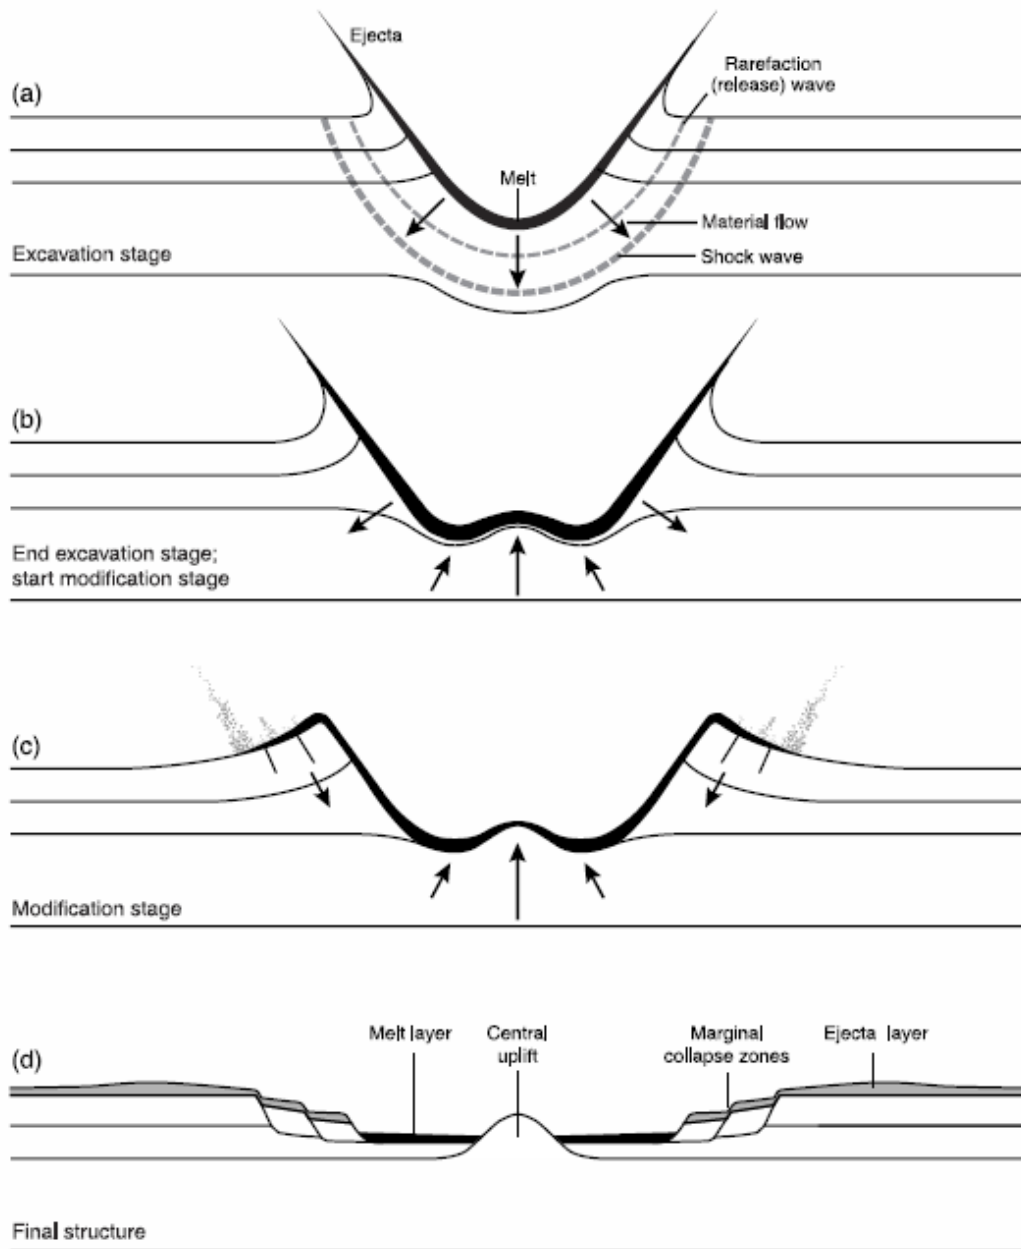 Ejecta
Rarefaction
(release) wave
(a)
Melt
Material flow
Excavation stage
Shock wave
(b)
End excavation stage;
start modification stage
(c)
Modification stage
Melt layer
Central
uplift
Marginal
collapse zones
Ejecta layer
(d)
Final structure